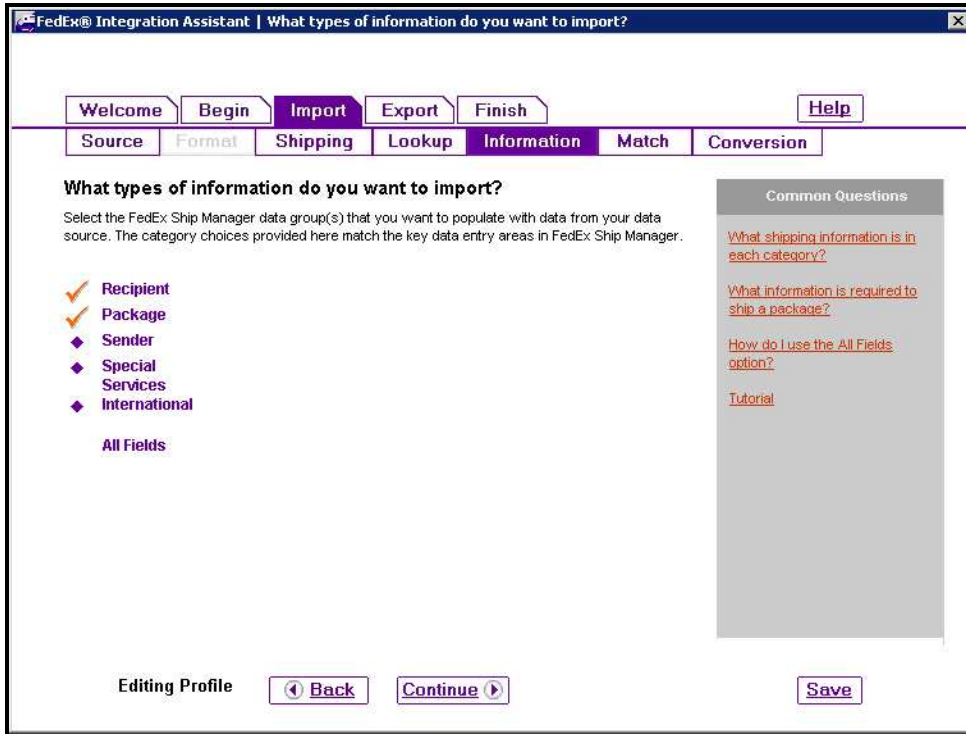 FedEx® Integration Assistant | What types of information do you want to import?
Welcome Begin Import Export Finish Help
Source Format Shipping Lookup Information Match Conversion
What types of information do you want to import?
Select the FedEx Ship Manager data group(s) that you want to populate with data from your data
source. The category choices provided here match the key data entry areas in FedEx Ship Manager.
Recipient
Package
Sender
Special
Services
International
All Fields
Common Questions
What shipping information is in
each category?
What information is required to
ship a package?
How do I use the All Fields
option?
Tutorial
Editing Profile Back Continue Save